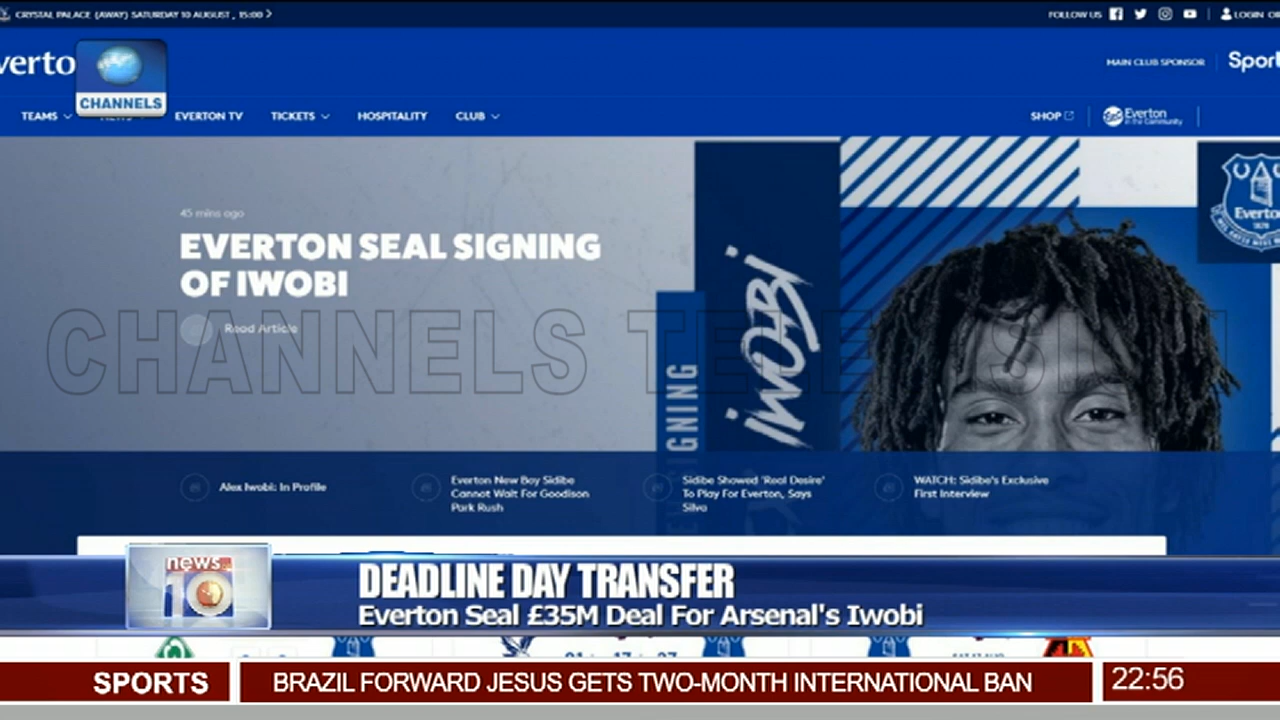 CRYSTAL PALACE (AWAY) SATURDAY 10 AUGUST, 15:00 >
FOLLOW US
LOGIN
CHANNELS
MAIN CLUB SPONSOR
TEAMS
EVERTON TV
TICKETS
HOSPITALITY
CLUB
SHOP
Everton
in the Community
45 mins ago
EVERTON SEAL SIGNING
OF IWOBI
Read Article
IWOBI
CHANNELS
Alex Iwobi: In Profile
Everton New Boy Sidibe
Cannot Wait For Goodison
Park Rush
Sidibe Showed 'Real Desire'
To Play For Everton, Says
Silva
WATCH: Sidibe's Exclusive
First Interview
news
10
DEADLINE DAY TRANSFER
Everton Seal £35M Deal For Arsenal's Iwobi
SPORTS
BRAZIL FORWARD JESUS GETS TWO-MONTH INTERNATIONAL BAN
22:56